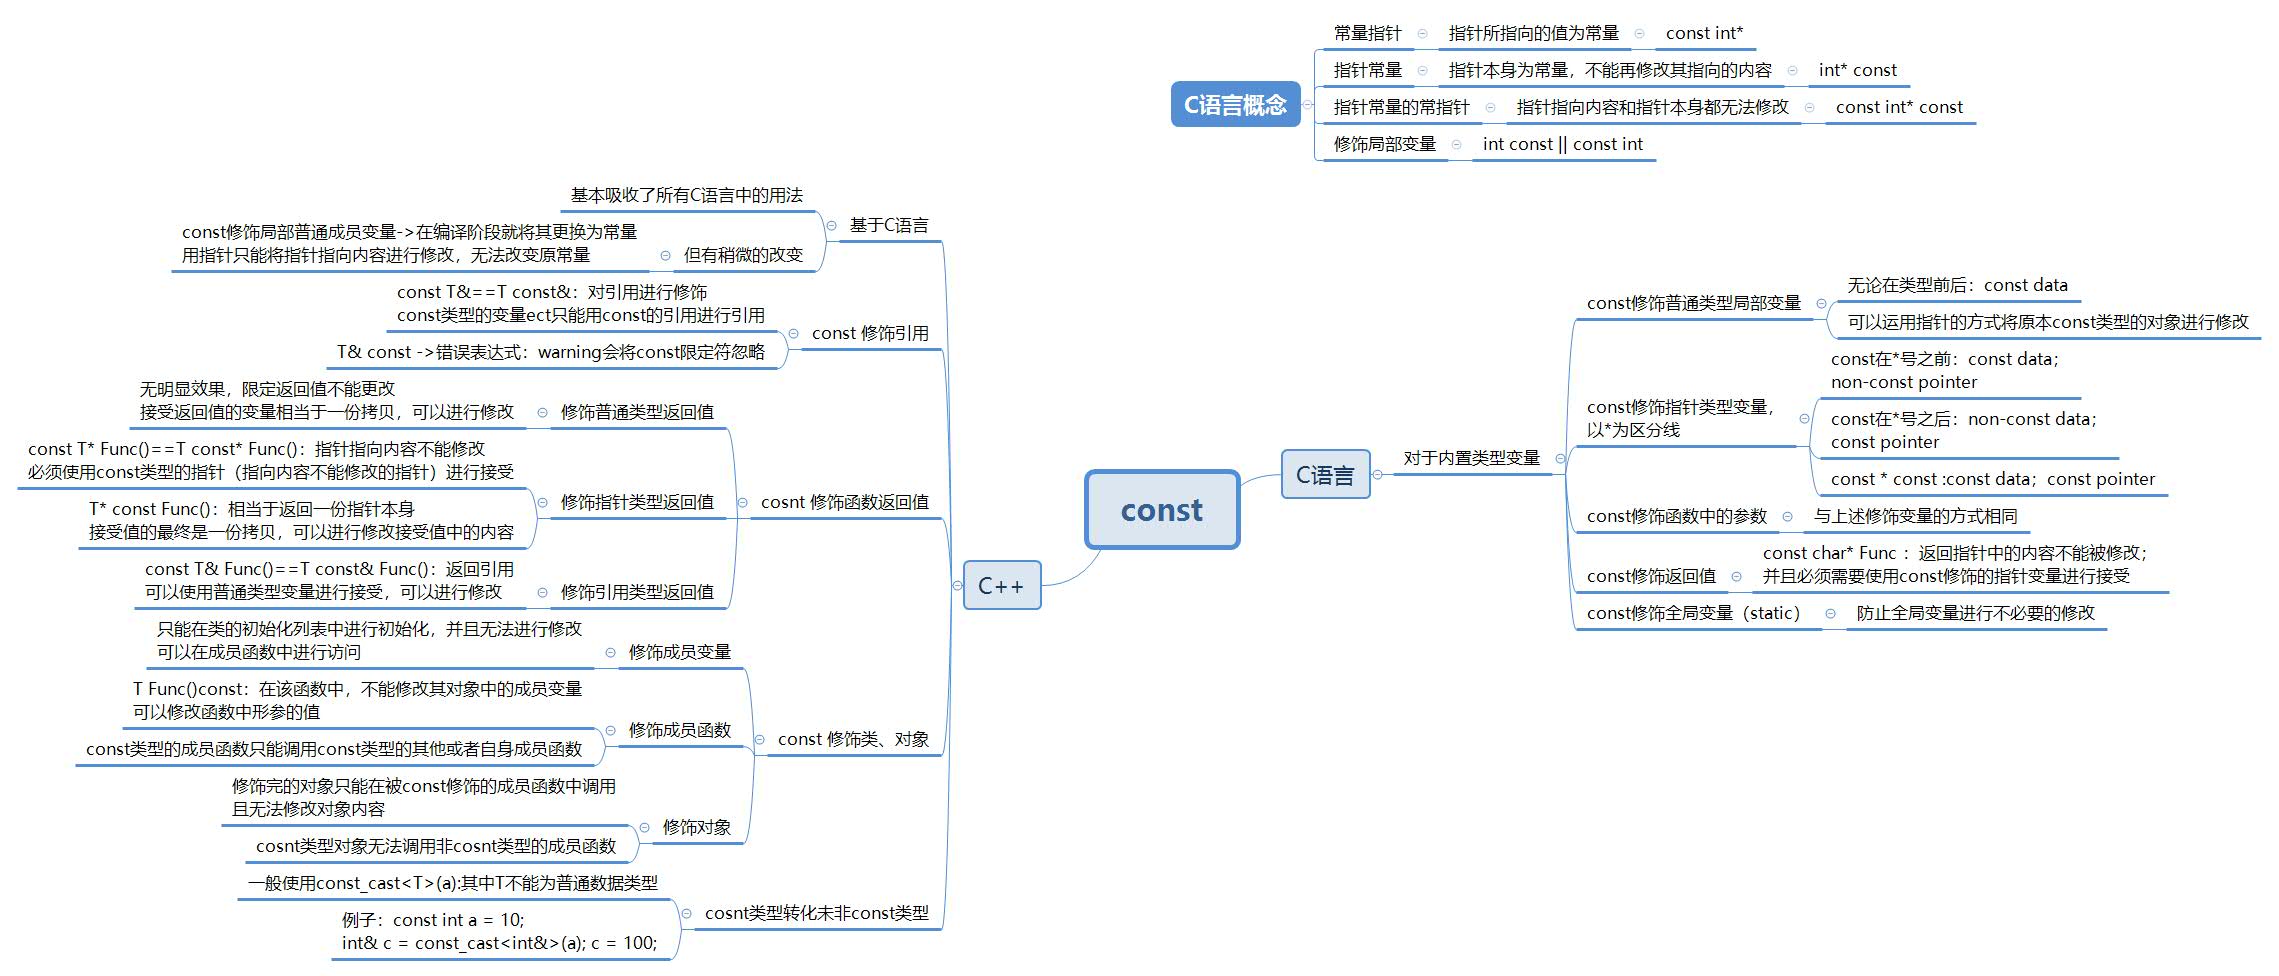 C语言概念
常量指针
指针所指向的值为常量
const int*
指针常量
指针本身为常量，不能再修改其指向的内容
int* const
指针常量的常指针
指针指向内容和指针本身都无法修改
const int* const
修饰局部变量
int const || const int
const
C语言
对于内置类型变量
const修饰普通类型局部变量
无论在类型前后：const data
可以运用指针的方式将原本const类型的对象进行修改
const修饰指针类型变量，
以*为区分线
const在*号之前：const data；
non-const pointer
const在*号之后：non-const data；
const pointer
const * const :const data；const pointer
const修饰函数中的参数
与上述修饰变量的方式相同
const修饰返回值
const char* Func ：返回指针中的内容不能被修改；
并且必须需要使用const修饰的指针变量进行接受
const修饰全局变量（static）
防止全局变量进行不必要的修改
C++
基于C语言
基本吸收了所有C语言中的用法
但有稍微的改变
const修饰局部普通成员变量->在编译阶段就将其更换为常量
用指针只能将指针指向内容进行修改，无法改变原常量
const 修饰引用
const T&==T const&：对引用进行修饰
const类型的变量ect只能用const的引用进行引用
T& const ->错误表达式：warning会将const限定符忽略
cosnt 修饰函数返回值
修饰普通类型返回值
无明显效果，限定返回值不能更改
接受返回值的变量相当于一份拷贝，可以进行修改
修饰指针类型返回值
const T* Func()==T const* Func()：指针指向内容不能修改
必须使用const类型的指针（指向内容不能修改的指针）进行接受
T* const Func()：相当于返回一份指针本身
接受值的最终是一份拷贝，可以进行修改接受值中的内容
修饰引用类型返回值
const T& Func()==T const& Func()：返回引用
可以使用普通类型变量进行接受，可以进行修改
const 修饰类、对象
修饰成员变量
只能在类的初始化列表中进行初始化，并且无法进行修改
可以在成员函数中进行访问
修饰成员函数
T Func()const：在该函数中，不能修改其对象中的成员变量
可以修改函数中形参的值
const类型的成员函数只能调用const类型的其他或者自身成员函数
修饰对象
修饰完的对象只能在被const修饰的成员函数中调用
且无法修改对象内容
cosnt类型对象无法调用非cosnt类型的成员函数
cosnt类型转化未非const类型
一般使用const_cast<T>(a):其中T不能为普通数据类型
例子：const int a = 10;
int& c = const_cast<int&>(a); c = 100;